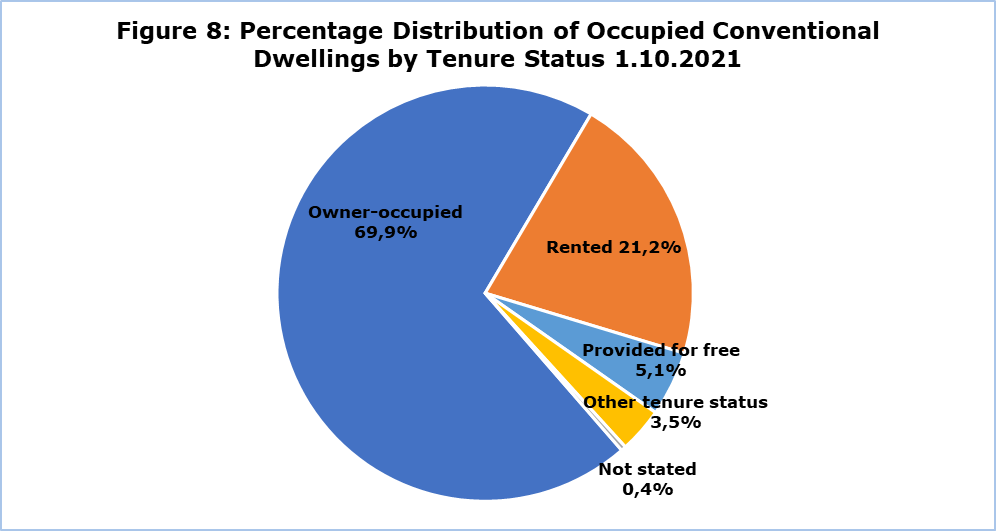 Figure 8: Percentage Distribution of Occupied Conventional
Dwellings by Tenure Status 1.10.2021
Owner-occupied
69,9%
Rented 21,2%
Provided for free
5,1%
Other tenure status
3,5%
Not stated
0,4%